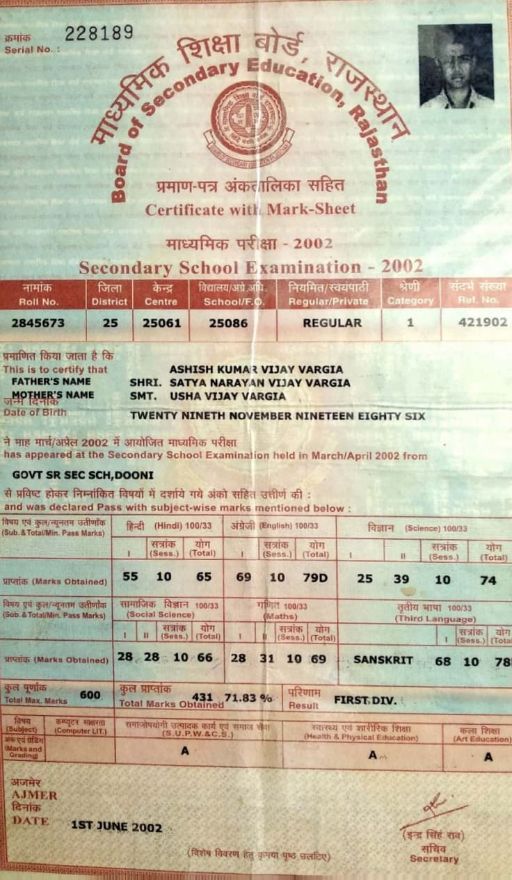 क्रमांक 228189
Serial No. :
माध्यमिक शिक्षा बोर्ड, राजस्थान
Board of Secondary Education, Rajasthan
प्रमाण-पत्र अंकतालिका सहित
Certificate with Mark-Sheet
माध्यमिक परीक्षा - 2002
Secondary School Examination - 2002
नामांक जिला केन्द्र विद्यालय/अग्रे.अधि. नियमित/स्वयंपाठी श्रेणी संदर्भ संख्या
Roll No. District Centre School/F.O. Regular/Private Category Ref. No.
2845673 25 25061 25086 REGULAR 1 421902
प्रमाणित किया जाता है कि
This is to certify that ASHISH KUMAR VIJAY VARGIA
FATHER'S NAME SHRI. SATYA NARAYAN VIJAY VARGIA
MOTHER'S NAME SMT. USHA VIJAY VARGIA
जन्म दिनांक
Date of Birth TWENTY NINETH NOVEMBER NINETEEN EIGHTY SIX
ने माह मार्च/अप्रेल 2002 में आयोजित माध्यमिक परीक्षा
has appeared at the Secondary School Examination held in March/April 2002 from
GOVT SR SEC SCH,DOONI
से प्रविष्ट होकर निम्नांकित विषयों में दर्शाये गये अंको सहित उत्तीर्ण की :
and was declared Pass with subject-wise marks mentioned below :
विषय एवं कुल/न्यूनतम उत्तीर्णांक हिन्दी (Hindi) 100/33 अंग्रेजी (English) 100/33 विज्ञान (Science) 100/33
(Sub. & Total/Min. Pass Marks)
I सत्रांक योग I सत्रांक योग I II सत्रांक योग
(Sess.) (Total) (Sess.) (Total) (Sess.) (Total)
प्राप्तांक (Marks Obtained) 55 10 65 69 10 79D 25 39 10 74
विषय एवं कुल/न्यूनतम उत्तीर्णांक सामाजिक विज्ञान 100/33 गणित 100/33 तृतीय भाषा 100/33
(Sub. & Total/Min. Pass Marks) (Social Science) (Maths) (Third Language)
I II सत्रांक योग I II सत्रांक योग I सत्रांक योग
(Sess.) (Total) (Sess.) (Total) (Sess.) (Total)
प्राप्तांक (Marks Obtained) 28 28 10 66 28 31 10 69 SANSKRIT 68 10 78
कुल पूर्णांक 600 कुल प्राप्तांक 431 71.83 % परिणाम FIRST.DIV.
Total Max. Marks Total Marks Obtained Result
विषय कम्प्यूटर साक्षरता समाजोपयोगी उत्पादक कार्य एवं समाज सेवा स्वास्थ्य एवं शारीरिक शिक्षा कला शिक्षा
(Subject) (Computer LIT.) (S.U.P.W.&C.S.) (Health & Physical Education) (Art Education)
(Marks and Grading) A A A
अजमेर
AJMER
दिनांक
DATE 1ST JUNE 2002
(इन्द्र सिंह राव)
सचिव
Secretary
(विशेष विवरण हेतु कृपया पृष्ठ उलटिए)